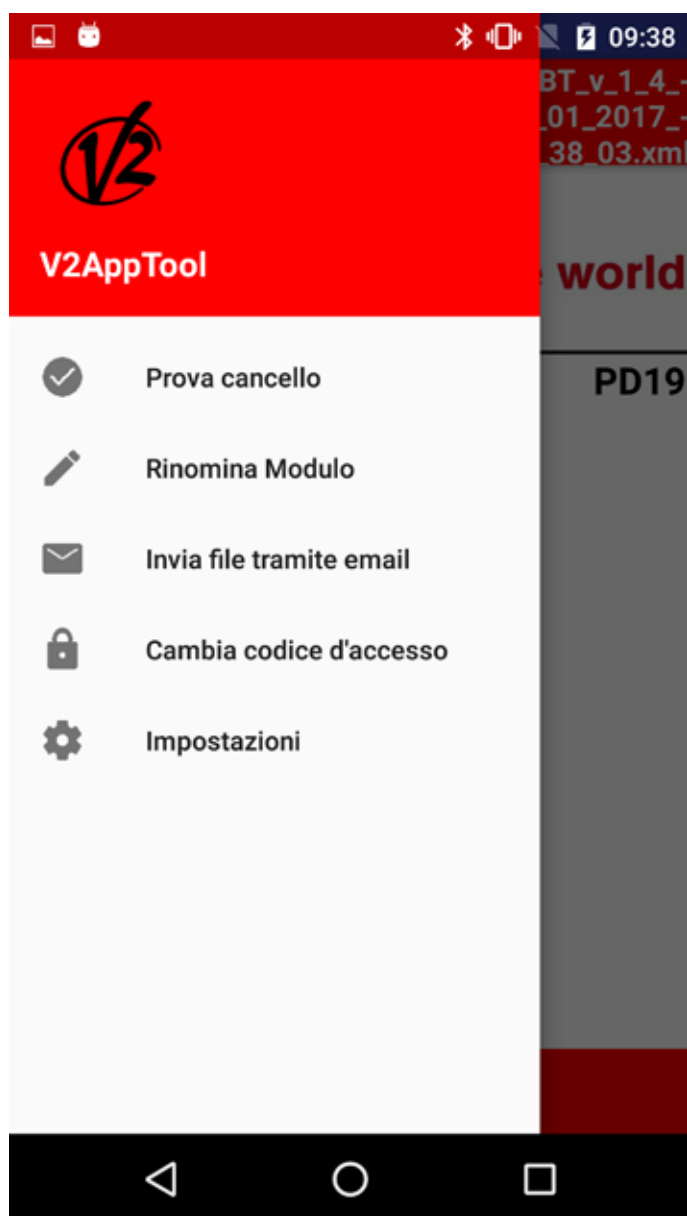 09:38
BT_v_1_4_-
_01_2017_-
_38_03.xml
V2
V2AppTool
world
Prova cancello
PD19
Rinomina Modulo
Invia file tramite email
Cambia codice d'accesso
Impostazioni